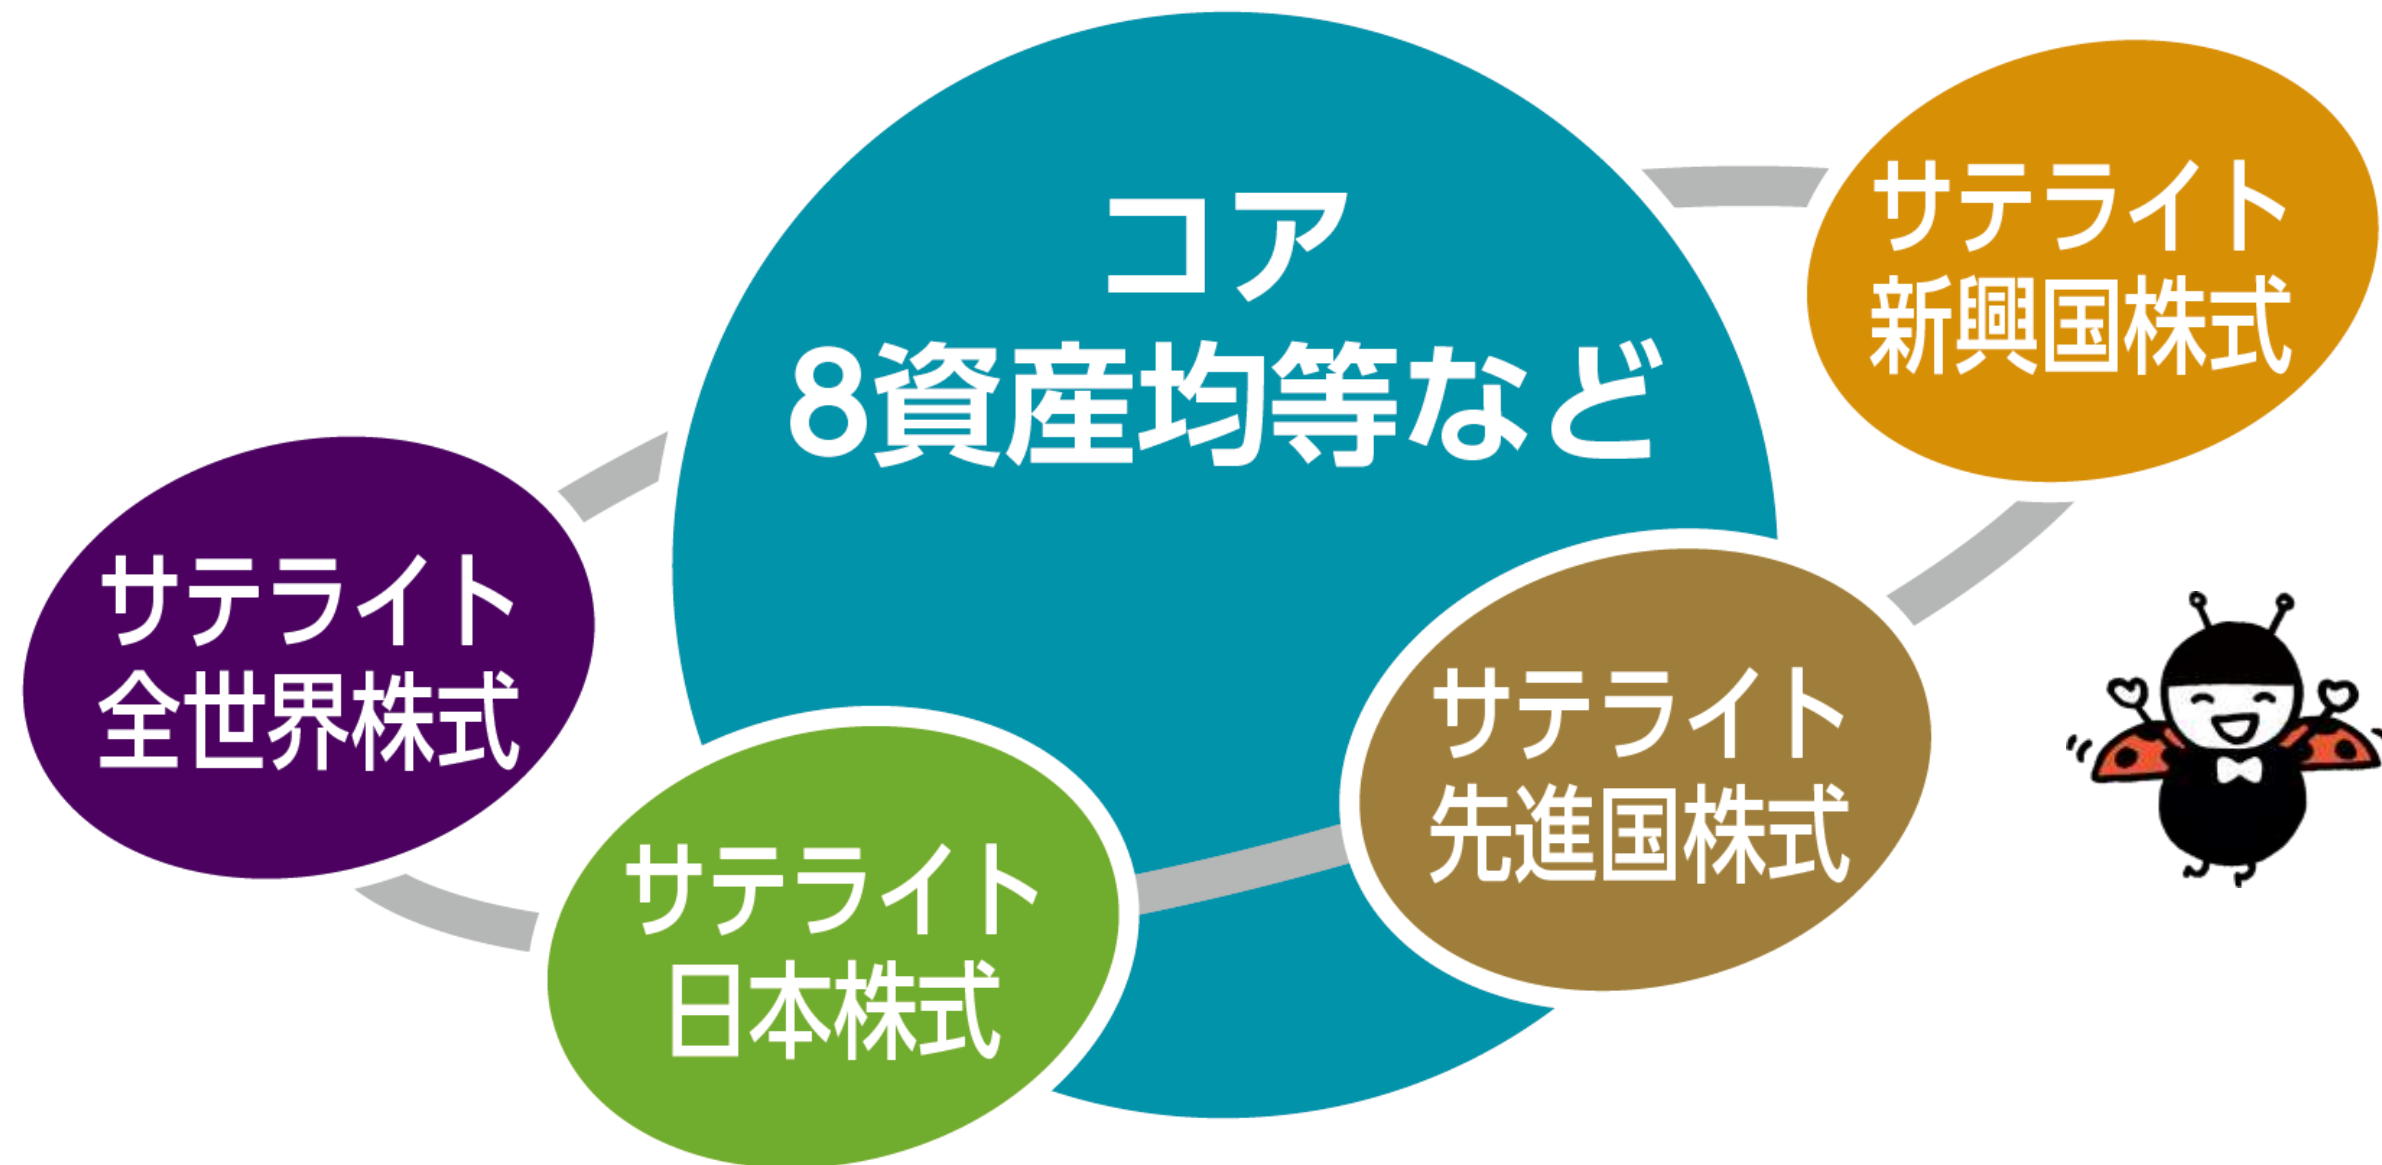 コア
8資産均等など
サテライト
新興国株式
サテライト
全世界株式
サテライト
先進国株式
サテライト
日本株式